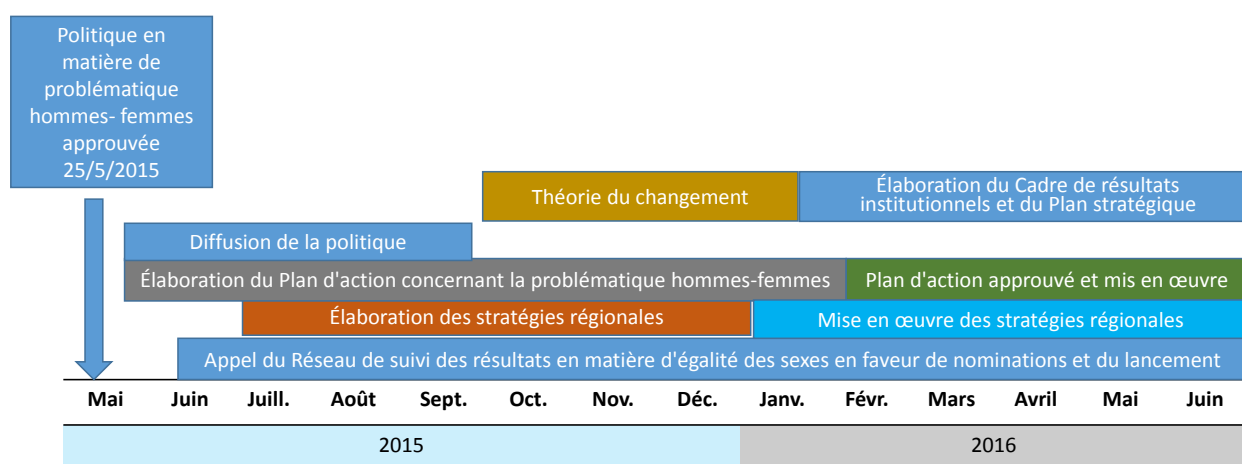 Politique en
matière de
problématique
hommes- femmes
approuvée
25/5/2015
Théorie du changement
Élaboration du Cadre de résultats
institutionnels et du Plan stratégique
Diffusion de la politique
Élaboration du Plan d'action concernant la problématique hommes-femmes
Plan d'action approuvé et mis en œuvre
Élaboration des stratégies régionales
Mise en œuvre des stratégies régionales
Appel du Réseau de suivi des résultats en matière d'égalité des sexes en faveur de nominations et du lancement
Mai Juin Juill. Août Sept. Oct. Nov. Déc. Janv. Févr. Mars Avril Mai Juin
2015 2016